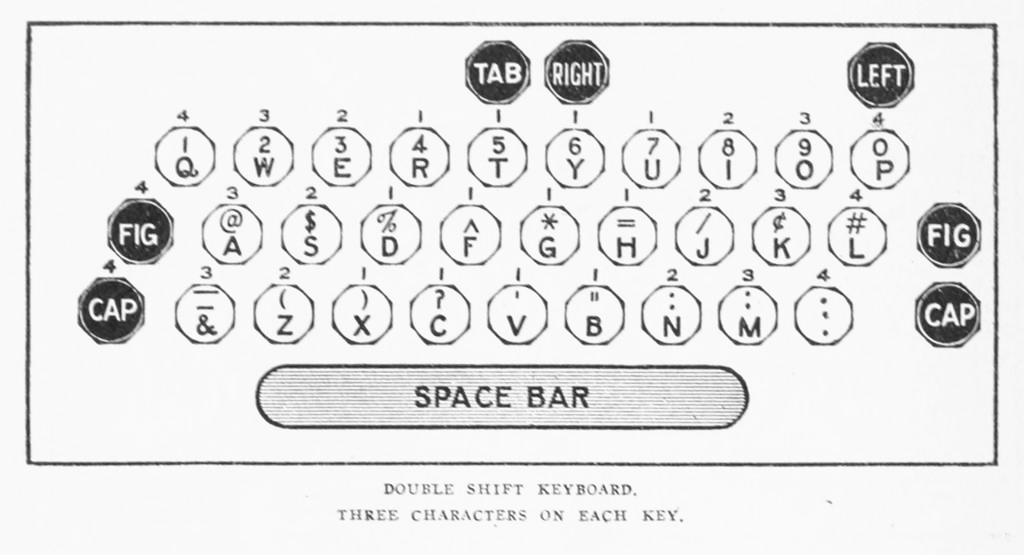 TAB RIGHT LEFT
4 3 2 1 1 1 1 2 3 4
1 2 3 4 5 6 7 8 9 0
Q W E R T Y U I O P
4 3 2 1 1 1 1 2 3 4
@ $ % ^ * = / ¢ #
FIG A S D F G H J K L FIG
4 3 2 1 1 1 1 2 3 4
— ( ) ? ' " : ; ,
CAP & Z X C V B N M . CAP
SPACE BAR
DOUBLE SHIFT KEYBOARD.
THREE CHARACTERS ON EACH KEY.